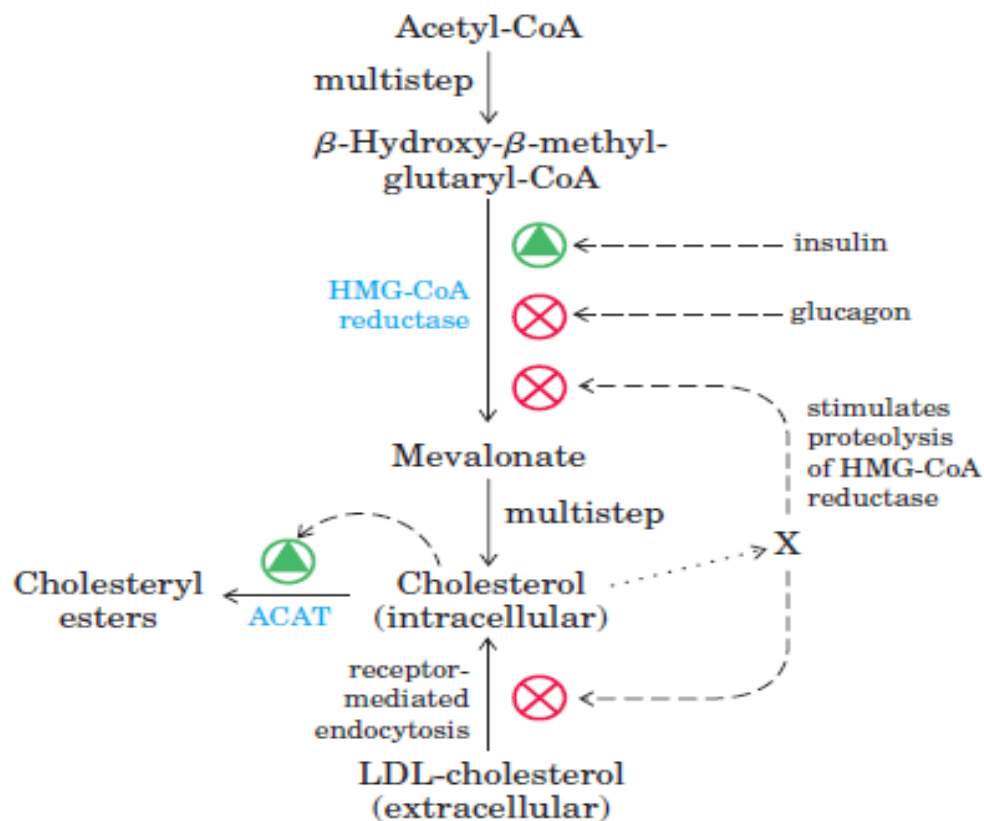 Acetyl-CoA
multistep
β-Hydroxy-β-methyl-
glutaryl-CoA
insulin
HMG-CoA
reductase
glucagon
stimulates
proteolysis
of HMG-CoA
reductase
Mevalonate
multistep
X
Cholesteryl
esters
ACAT
Cholesterol
(intracellular)
receptor-
mediated
endocytosis
LDL-cholesterol
(extracellular)